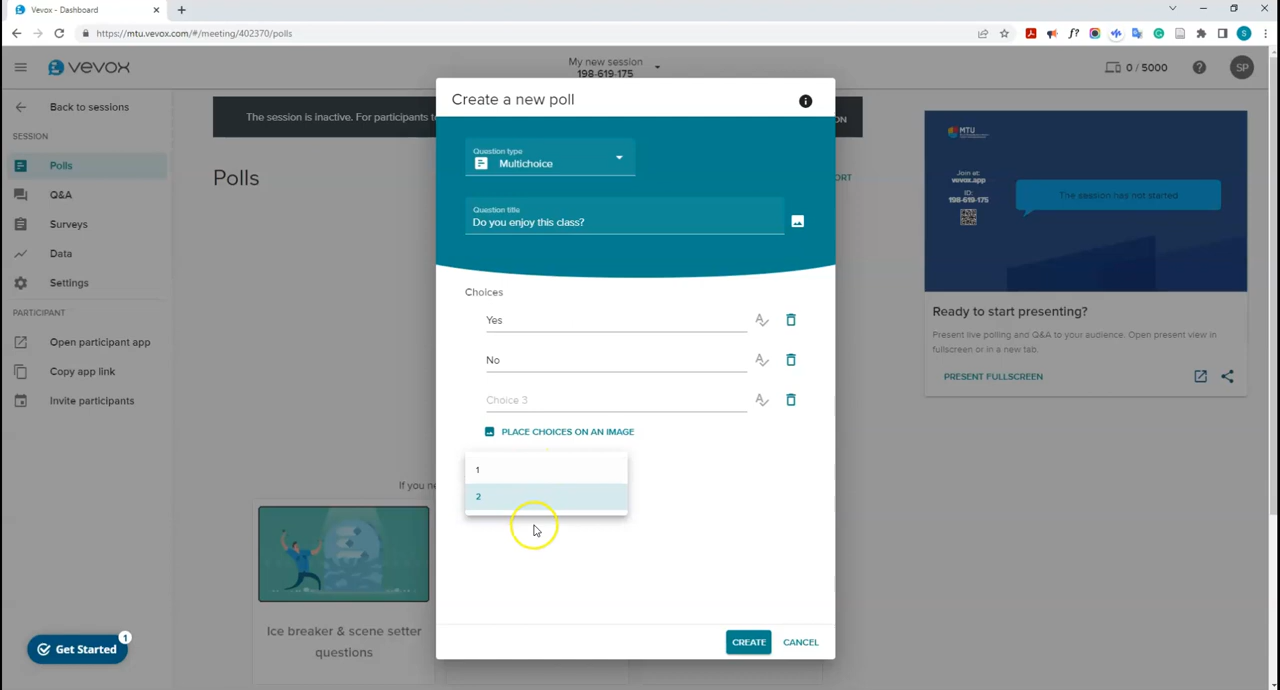 Vevox - Dashboard
https://mtu.vevox.com/#/meeting/402370/polls
vevox
My new session
198-619-175
0 / 5000
SP
Back to sessions
SESSION
Polls
Q&A
Surveys
Data
Settings
PARTICIPANT
Open participant app
Copy app link
Invite participants
Get Started
1
The session is inactive. For participants t
ON
Polls
ORT
If you ne
Ice breaker & scene setter
questions
Create a new poll
Question type
Multichoice
Question title
Do you enjoy this class?
Choices
Yes
No
Choice 3
PLACE CHOICES ON AN IMAGE
1
2
CREATE
CANCEL
MTU
Join at:
vevox.app
ID:
198-619-175
The session has not started
Ready to start presenting?
Present live polling and Q&A to your audience. Open present view in
fullscreen or in a new tab.
PRESENT FULLSCREEN